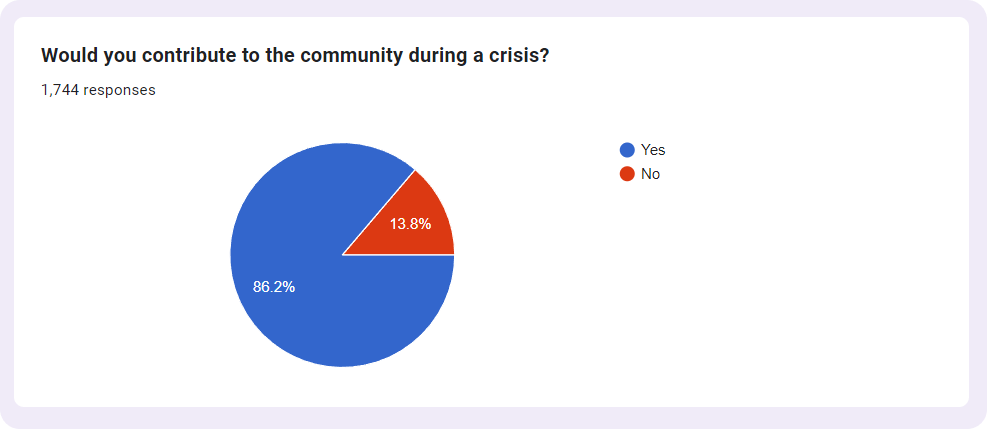 Would you contribute to the community during a crisis?
1,744 responses
Yes
No
13.8%
86.2%